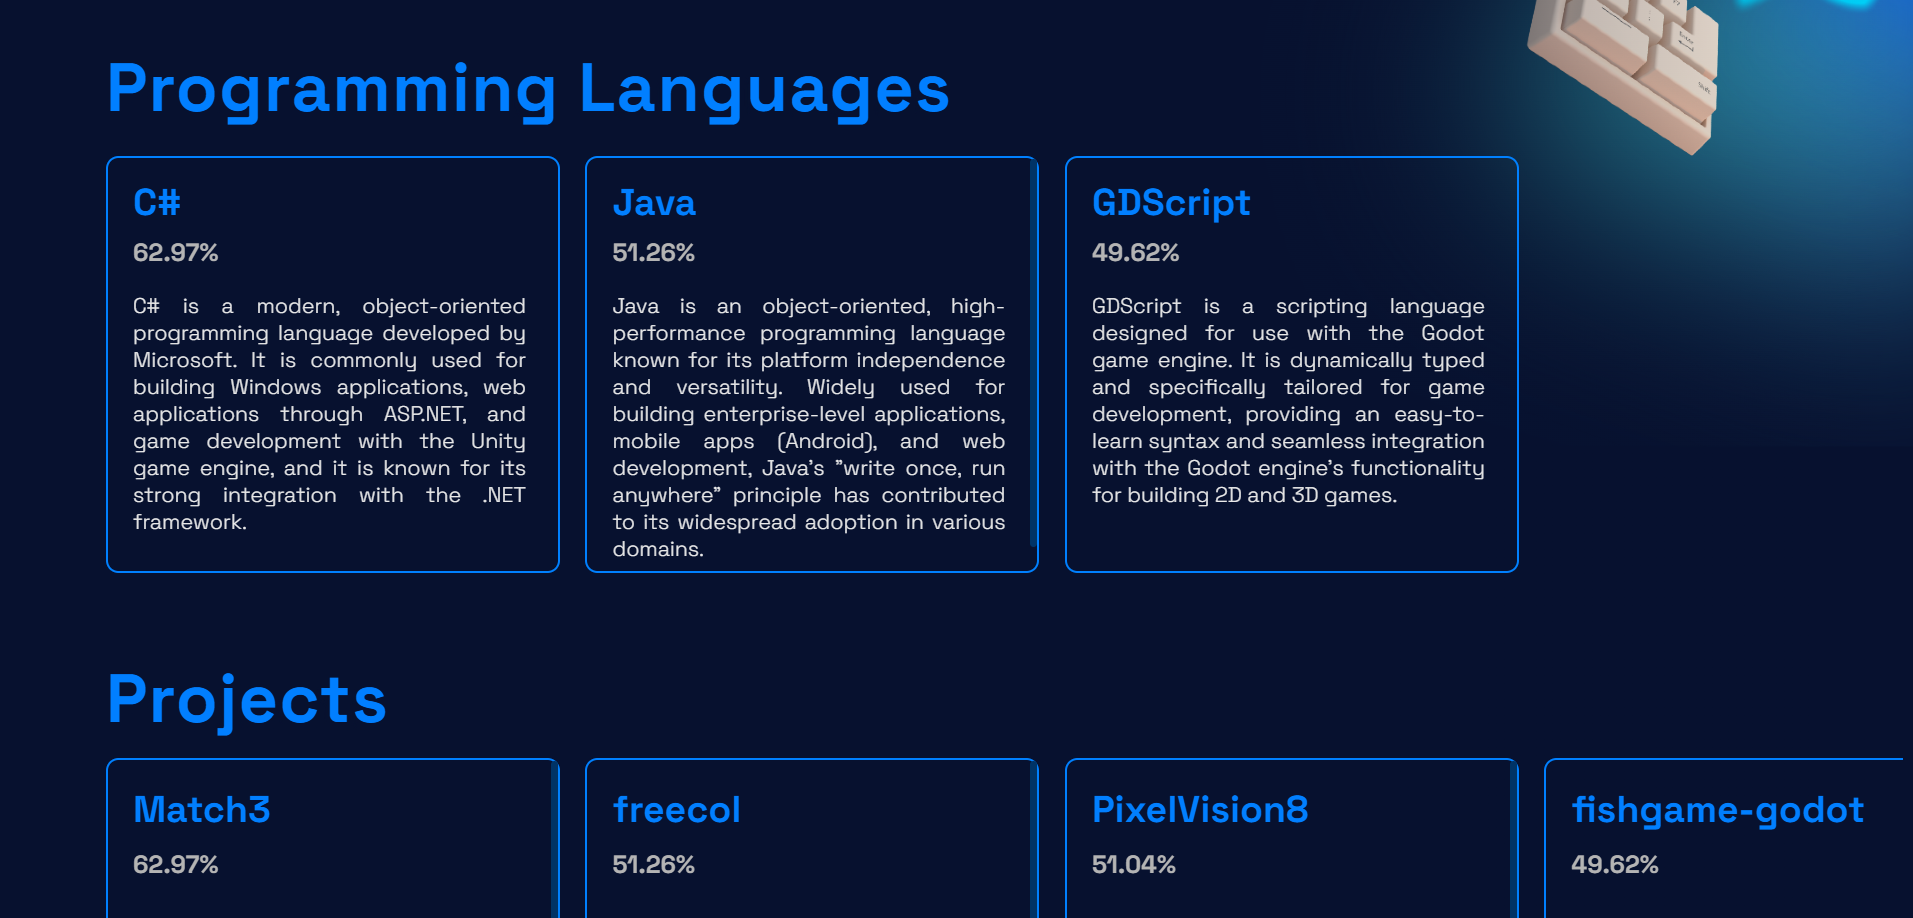 Programming Languages
C#
62.97%
C# is a modern, object-oriented
programming language developed by
Microsoft. It is commonly used for
building Windows applications, web
applications through ASP.NET, and
game development with the Unity
game engine, and it is known for its
strong integration with the .NET
framework.
Java
51.26%
Java is an object-oriented, high-
performance programming language
known for its platform independence
and versatility. Widely used for
building enterprise-level applications,
mobile apps (Android), and web
development, Java's "write once, run
anywhere" principle has contributed
to its widespread adoption in various
domains.
GDScript
49.62%
GDScript is a scripting language
designed for use with the Godot
game engine. It is dynamically typed
and specifically tailored for game
development, providing an easy-to-
learn syntax and seamless integration
with the Godot engine's functionality
for building 2D and 3D games.
Projects
Match3
62.97%
freecol
51.26%
PixelVision8
51.04%
fishgame-godot
49.62%